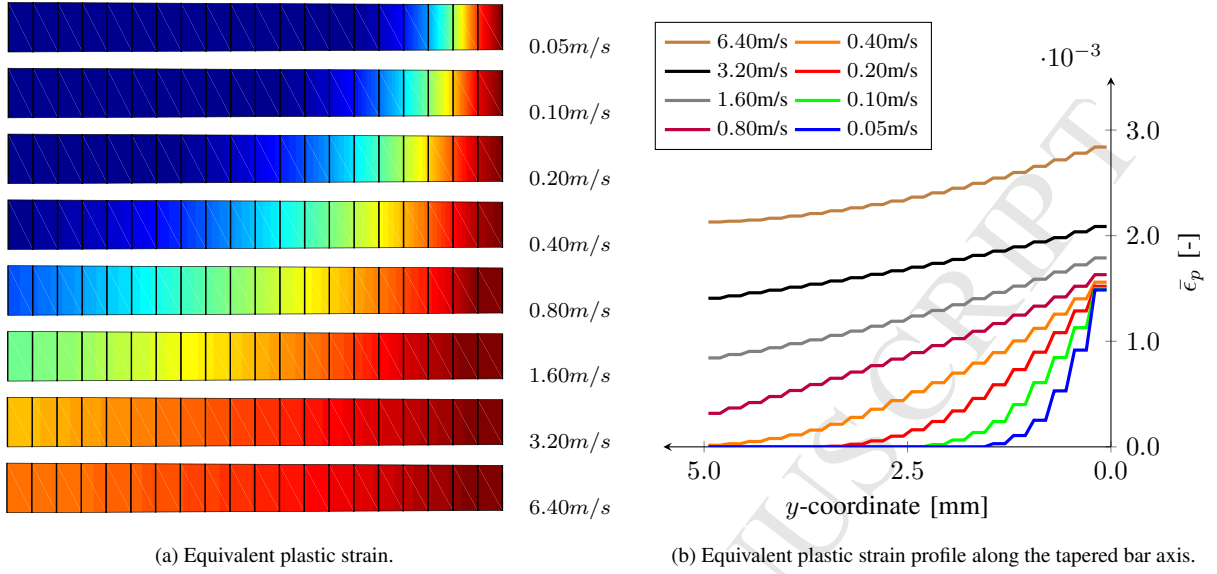 0.05m/s
0.10m/s
0.20m/s
0.40m/s
0.80m/s
1.60m/s
3.20m/s
6.40m/s
(a) Equivalent plastic strain.
6.40m/s 0.40m/s
3.20m/s 0.20m/s
1.60m/s 0.10m/s
0.80m/s 0.05m/s
·10⁻³
3.0
2.0
1.0
0.0
ϵ̄ₚ [-]
5.0 2.5 0.0
y-coordinate [mm]
(b) Equivalent plastic strain profile along the tapered bar axis.
USCRIPT